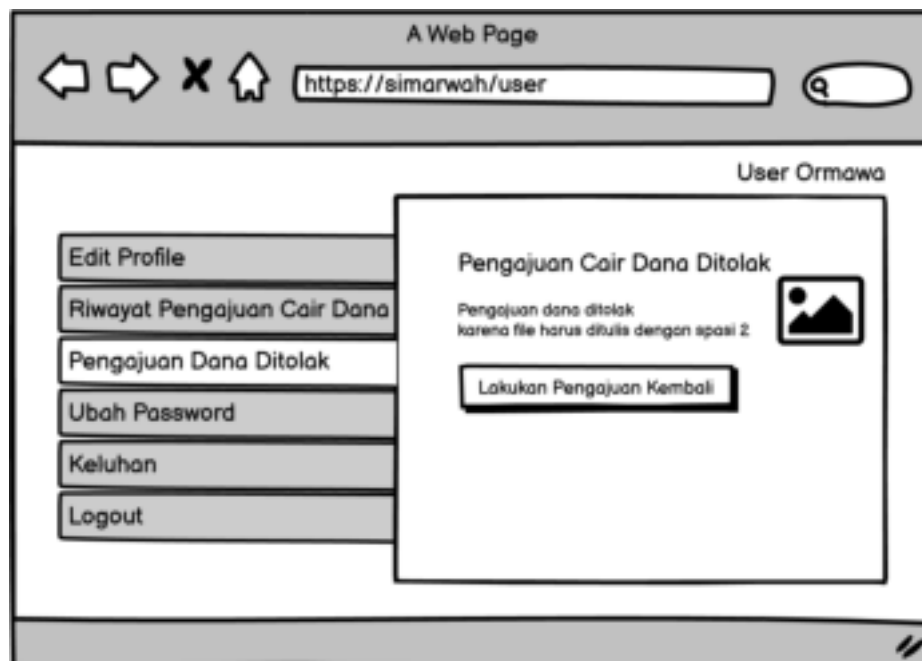 A Web Page
https://simarwah/user
User Ormawa
Edit Profile
Riwayat Pengajuan Cair Dana
Pengajuan Dana Ditolak
Ubah Password
Keluhan
Logout
Pengajuan Cair Dana Ditolak
Pengajuan dana ditolak
karena file harus ditulis dengan spasi 2
Lakukan Pengajuan Kembali